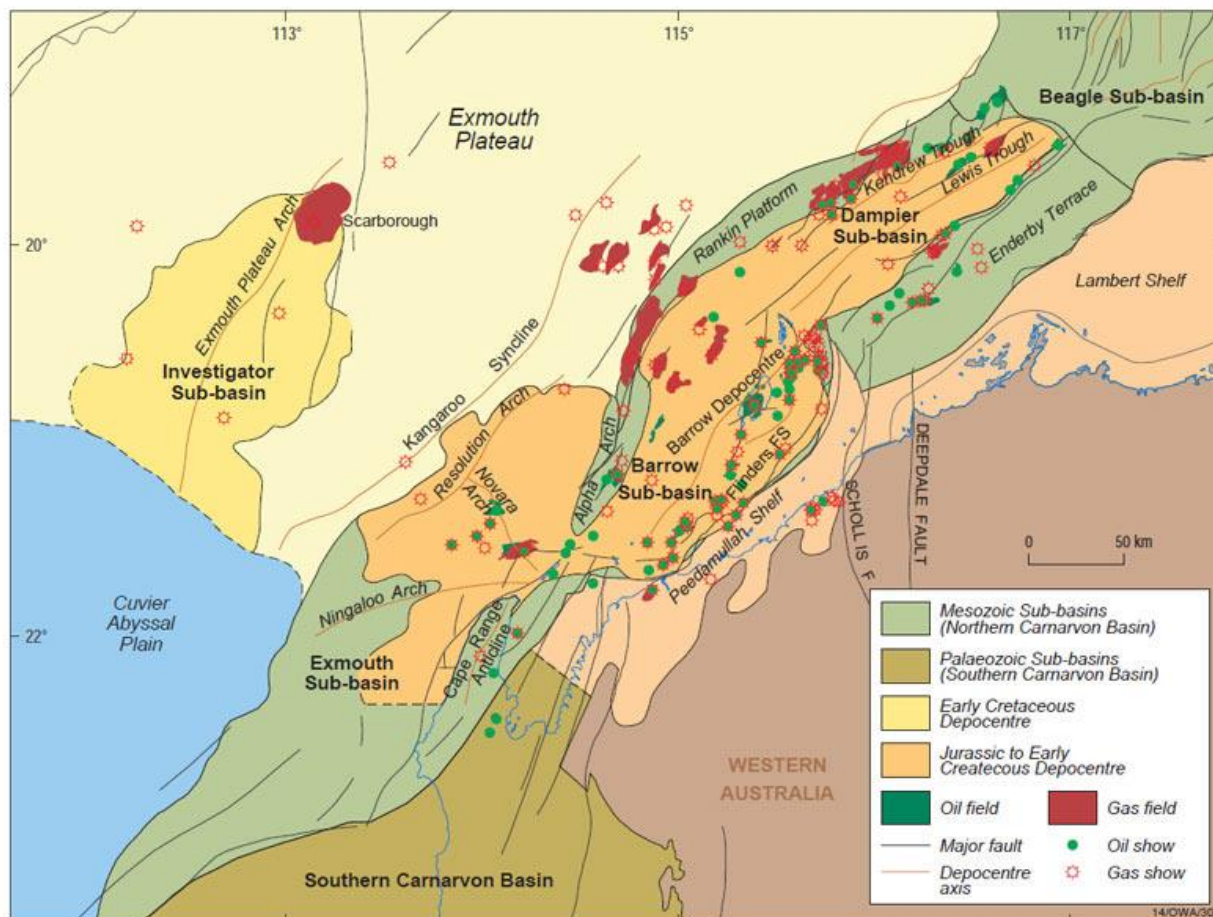 113°
115°
117°
Beagle Sub-basin
Exmouth
Plateau
Kendrew Trough
Lewis Trough
Rankin Platform
Exmouth Plateau Arch
Scarborough
Dampier
Sub-basin
Enderby Terrace
20°
Lambert Shelf
Syncline
Kangaroo
Investigator
Sub-basin
Resolution Arch
Barrow Depocentre
Alpha Arch
Novara
Arch
Barrow
Sub-basin
Flinders FS
SCHOLLIS F
DEEPDALE FAULT
Peedamullah Shelf
0 50 km
Cuvier
Abyssal
Plain
Ningaloo Arch
22°
Cape Range
Anticline
Exmouth
Sub-basin
WESTERN
AUSTRALIA
Southern Carnarvon Basin
Mesozoic Sub-basins
(Northern Carnarvon Basin)
Palaeozoic Sub-basins
(Southern Carnarvon Basin)
Early Cretaceous
Depocentre
Jurassic to Early
Createcous Depocentre
Oil field
Gas field
Major fault
Oil show
Depocentre
axis
Gas show